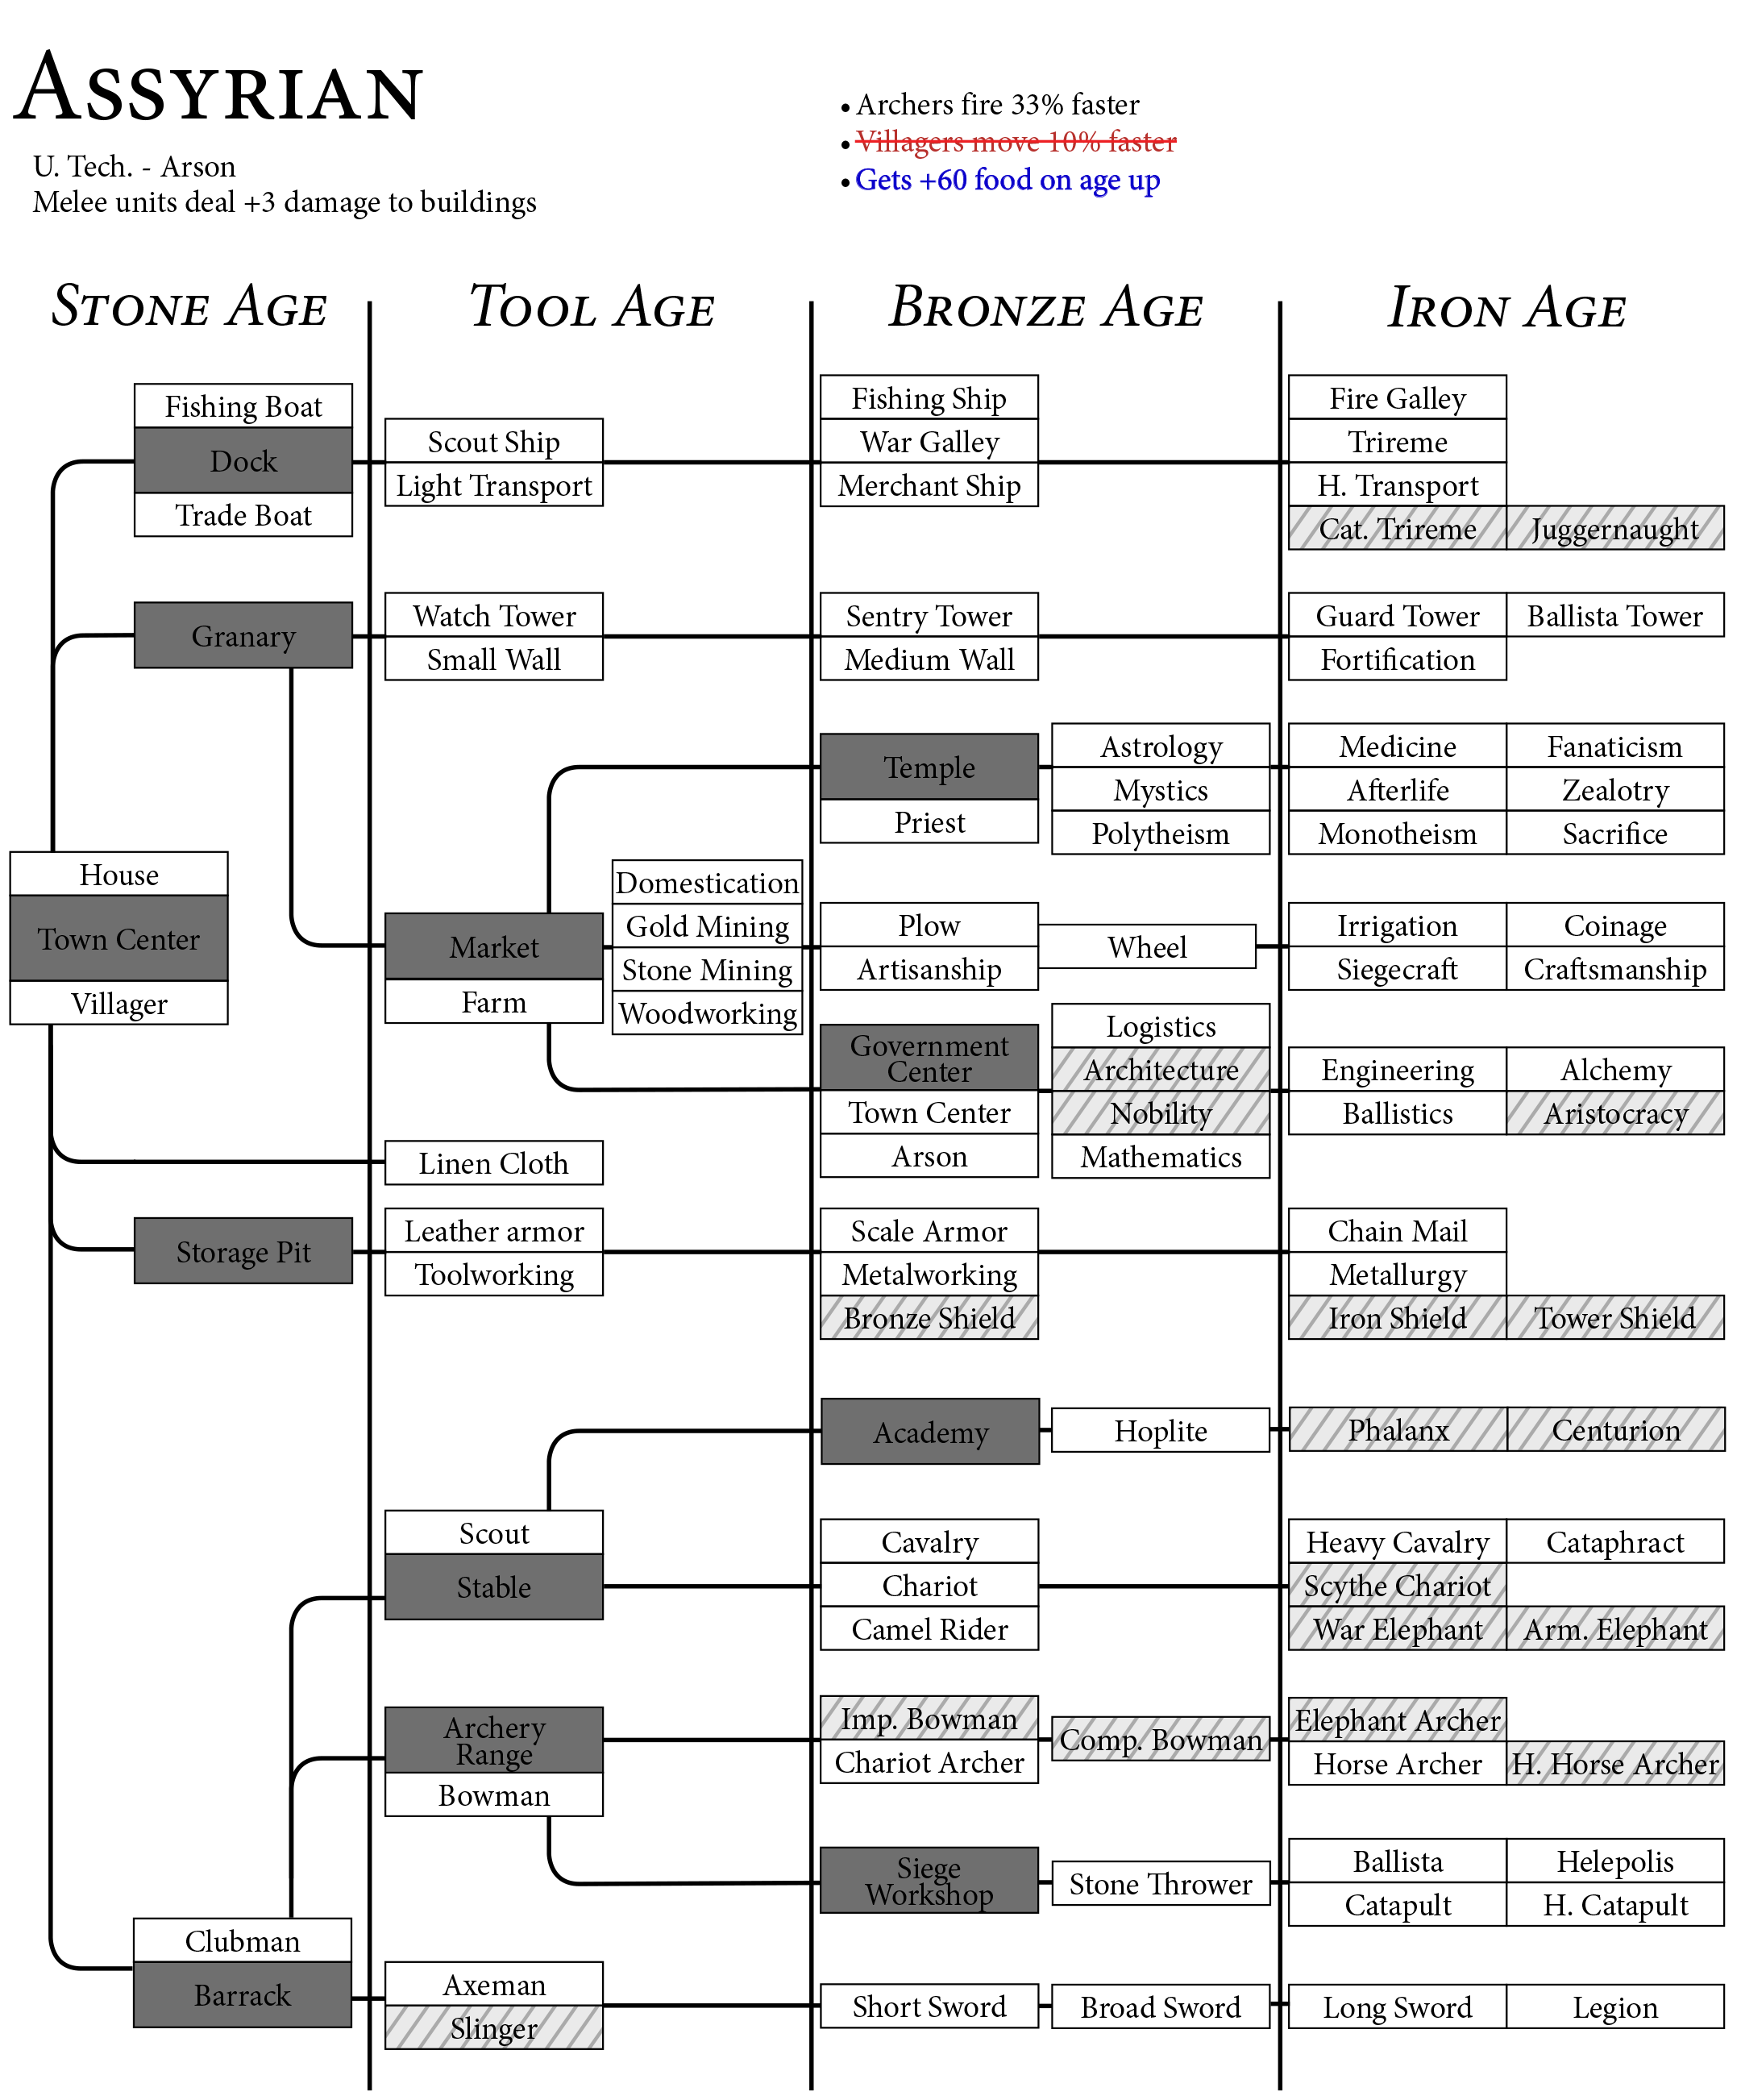 ASSYRIAN
U. Tech. - Arson
Melee units deal +3 damage to buildings
• Archers fire 33% faster
• Villagers move 10% faster
• Gets +60 food on age up
STONE AGE
TOOL AGE
BRONZE AGE
IRON AGE
Fishing Boat
Dock
Trade Boat
Scout Ship
Light Transport
Fishing Ship
War Galley
Merchant Ship
Fire Galley
Trireme
H. Transport
Cat. Trireme
Juggernaught
Granary
Watch Tower
Small Wall
Sentry Tower
Medium Wall
Guard Tower
Ballista Tower
Fortification
Temple
Priest
Astrology
Mystics
Polytheism
Medicine
Fanaticism
Afterlife
Zealotry
Monotheism
Sacrifice
House
Town Center
Villager
Market
Farm
Domestication
Gold Mining
Stone Mining
Woodworking
Plow
Artisanship
Wheel
Irrigation
Coinage
Siegecraft
Craftsmanship
Government
Center
Town Center
Arson
Logistics
Architecture
Nobility
Mathematics
Engineering
Alchemy
Ballistics
Aristocracy
Linen Cloth
Storage Pit
Leather armor
Toolworking
Scale Armor
Metalworking
Bronze Shield
Chain Mail
Metallurgy
Iron Shield
Tower Shield
Academy
Hoplite
Phalanx
Centurion
Scout
Stable
Cavalry
Chariot
Camel Rider
Heavy Cavalry
Cataphract
Scythe Chariot
War Elephant
Arm. Elephant
Archery
Range
Bowman
Imp. Bowman
Chariot Archer
Comp. Bowman
Elephant Archer
Horse Archer
H. Horse Archer
Siege
Workshop
Stone Thrower
Ballista
Helepolis
Catapult
H. Catapult
Clubman
Barrack
Axeman
Slinger
Short Sword
Broad Sword
Long Sword
Legion